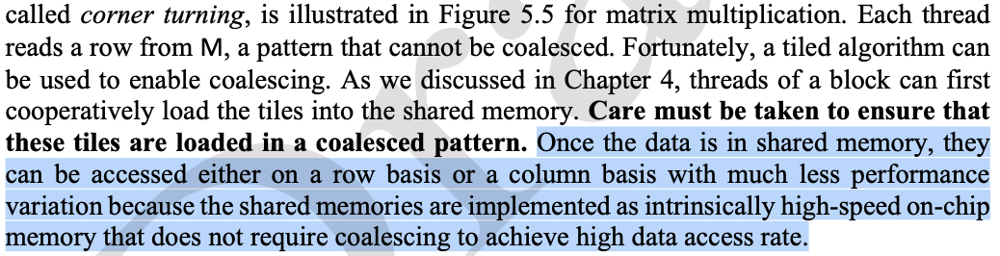 called corner turning, is illustrated in Figure 5.5 for matrix multiplication. Each thread
reads a row from M, a pattern that cannot be coalesced. Fortunately, a tiled algorithm can
be used to enable coalescing. As we discussed in Chapter 4, threads of a block can first
cooperatively load the tiles into the shared memory. Care must be taken to ensure that
these tiles are loaded in a coalesced pattern. Once the data is in shared memory, they
can be accessed either on a row basis or a column basis with much less performance
variation because the shared memories are implemented as intrinsically high-speed on-chip
memory that does not require coalescing to achieve high data access rate.